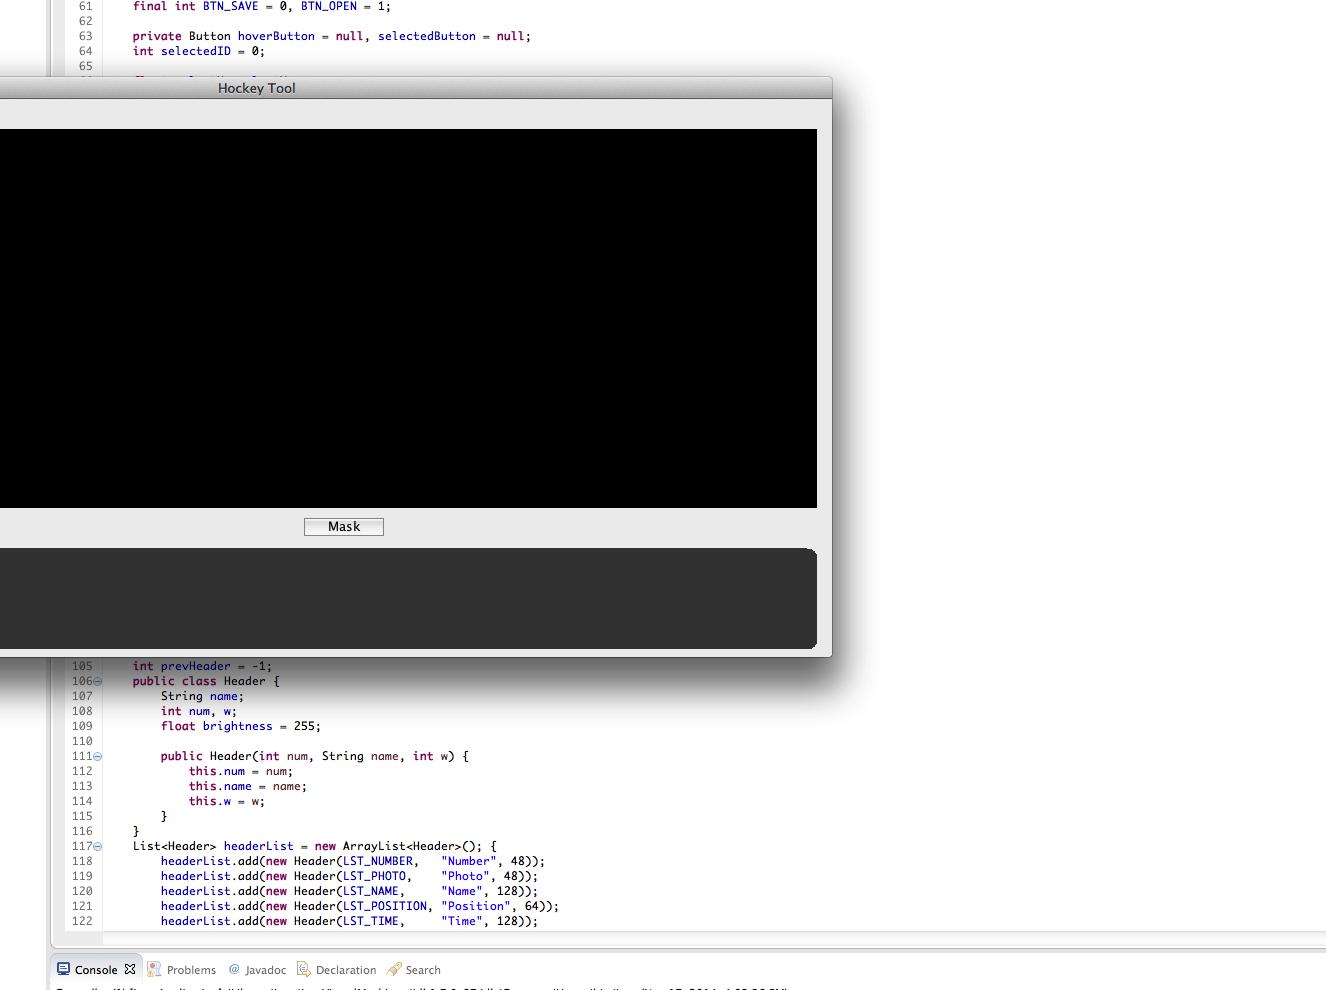 61 final int BTN_SAVE = 0, BTN_OPEN = 1;
62
63 private Button hoverButton = null, selectedButton = null;
64 int selectedID = 0;
65
Hockey Tool
Mask
105 int prevHeader = -1;
106 public class Header {
107 String name;
108 int num, w;
109 float brightness = 255;
110
111 public Header(int num, String name, int w) {
112 this.num = num;
113 this.name = name;
114 this.w = w;
115 }
116 }
117 List<Header> headerList = new ArrayList<Header>(); {
118 headerList.add(new Header(LST_NUMBER, "Number", 48));
119 headerList.add(new Header(LST_PHOTO, "Photo", 48));
120 headerList.add(new Header(LST_NAME, "Name", 128));
121 headerList.add(new Header(LST_POSITION, "Position", 64));
122 headerList.add(new Header(LST_TIME, "Time", 128));
Console Problems @ Javadoc Declaration Search